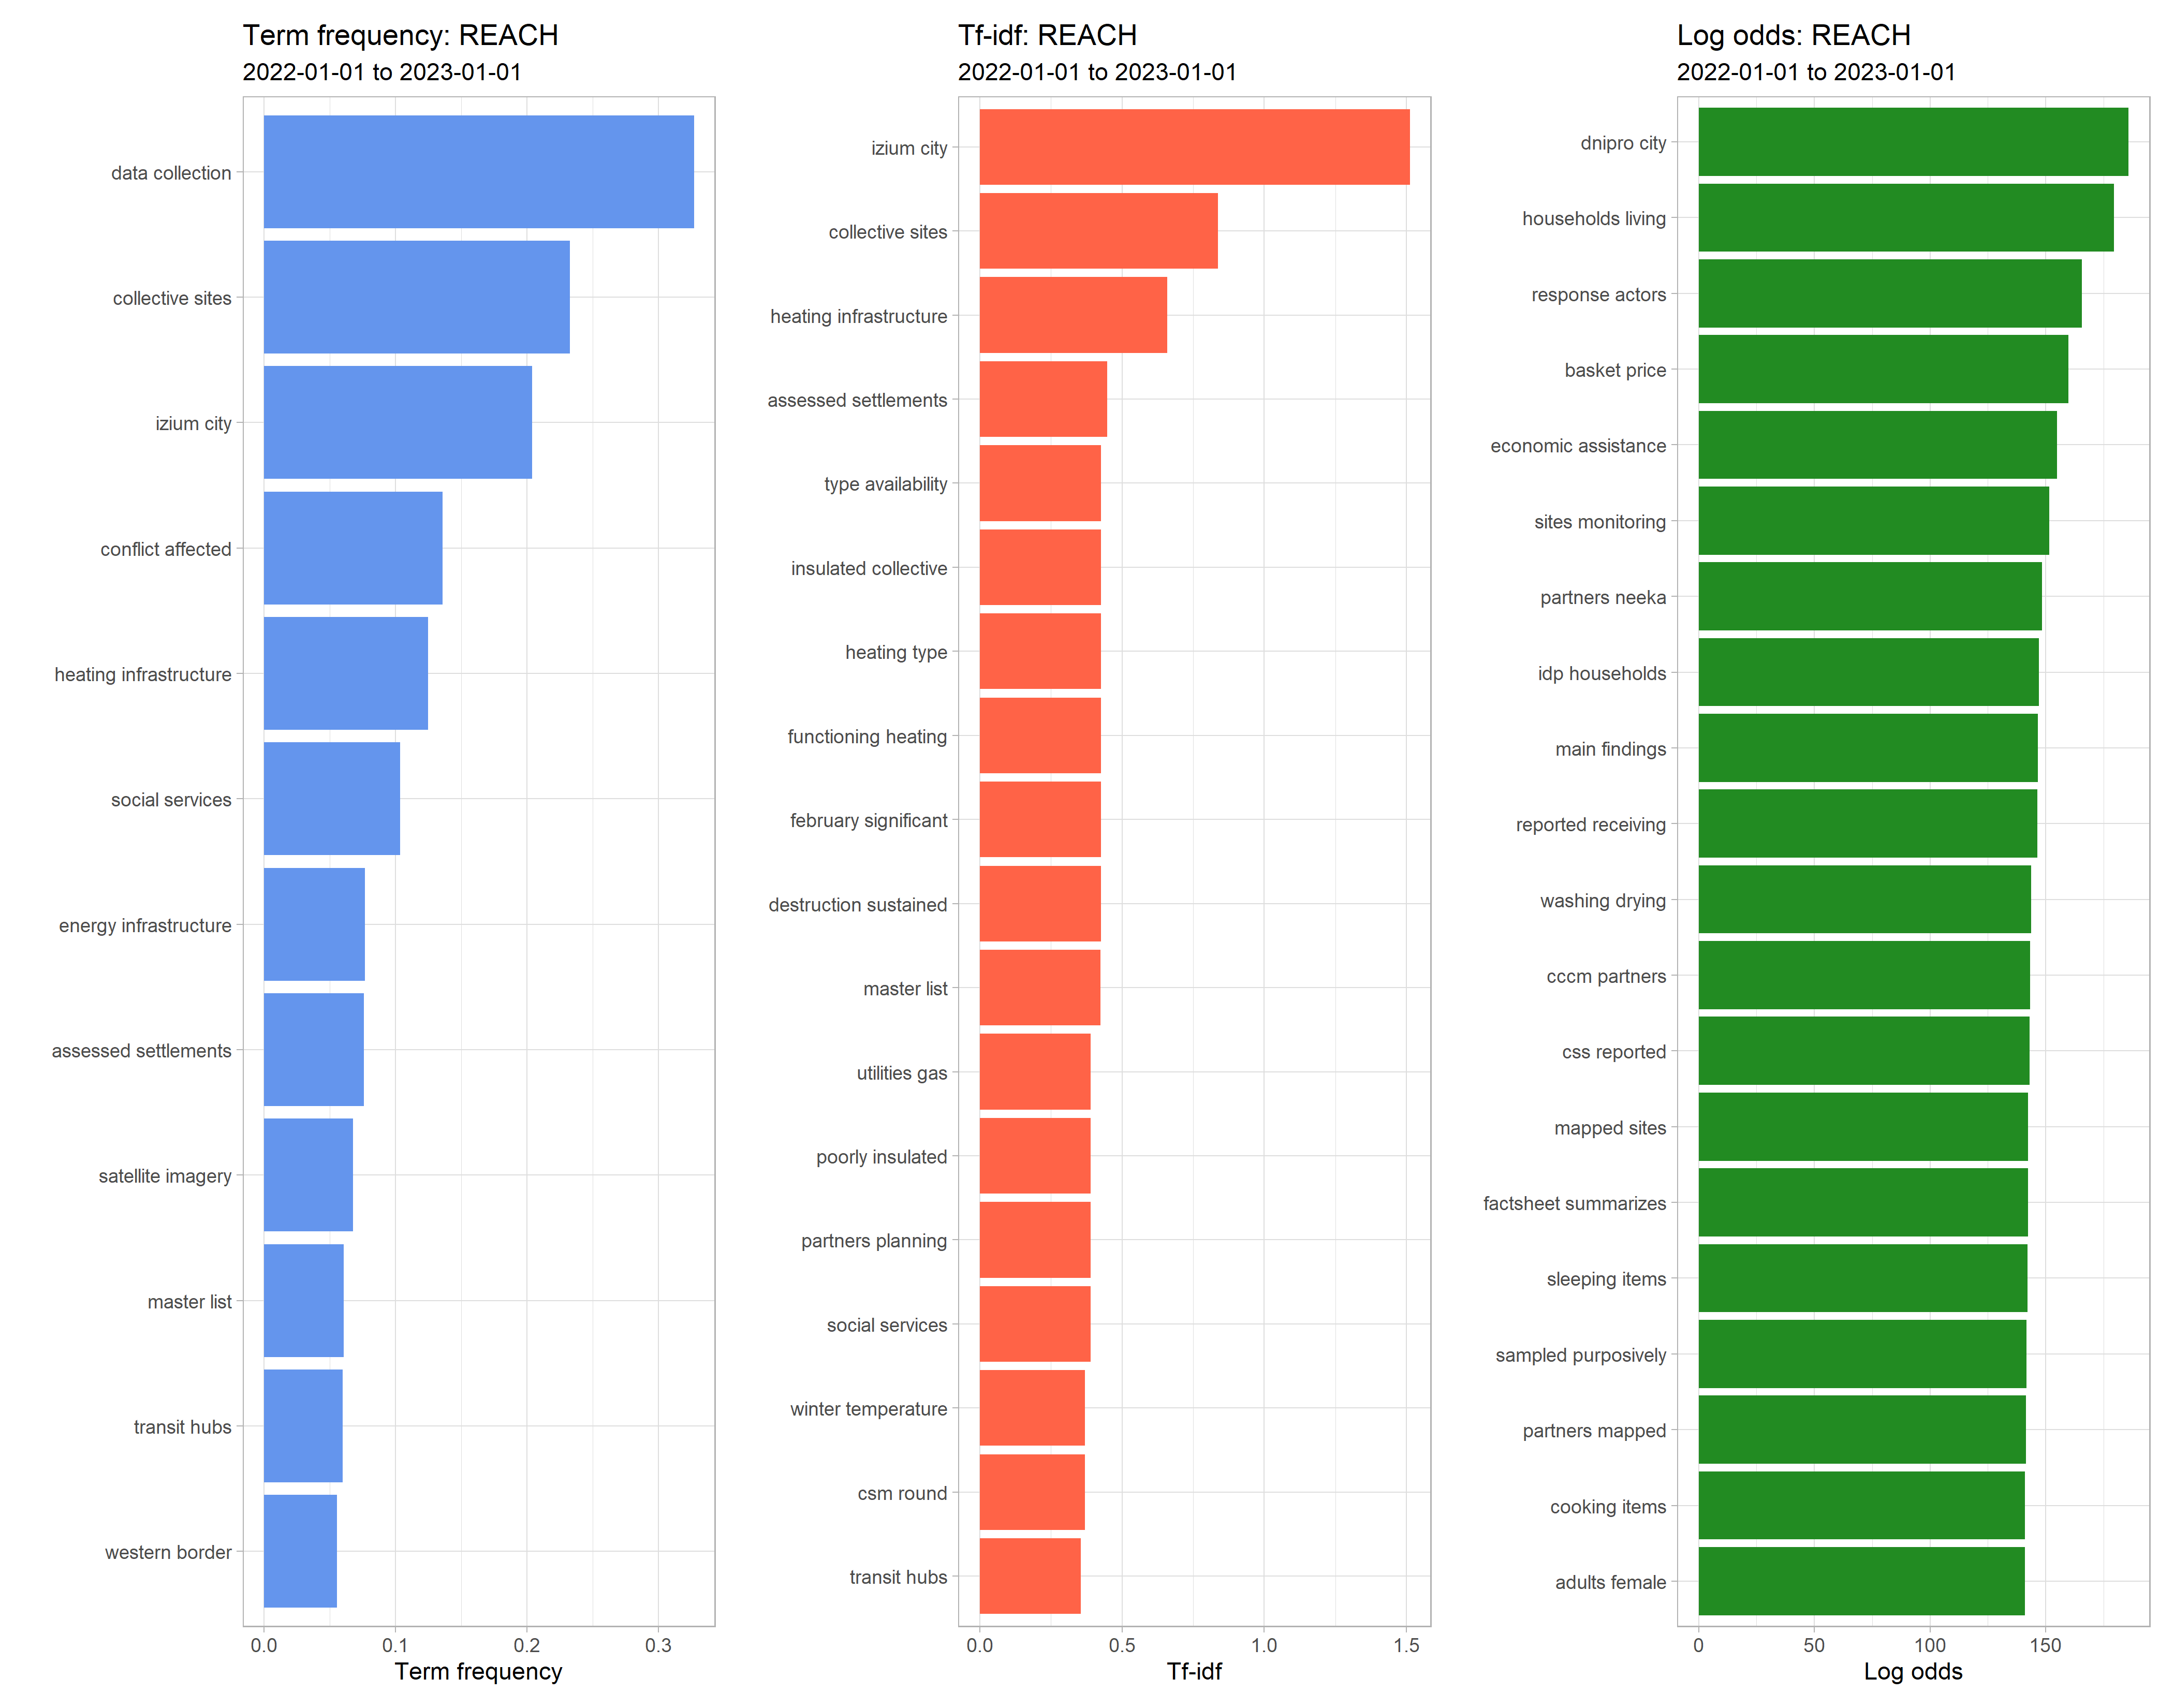 Term frequency: REACH
2022-01-01 to 2023-01-01
data collection
collective sites
izium city
conflict affected
heating infrastructure
social services
energy infrastructure
assessed settlements
satellite imagery
master list
transit hubs
western border
0.0 0.1 0.2 0.3
Term frequency
Tf-idf: REACH
2022-01-01 to 2023-01-01
izium city
collective sites
heating infrastructure
assessed settlements
type availability
insulated collective
heating type
functioning heating
february significant
destruction sustained
master list
utilities gas
poorly insulated
partners planning
social services
winter temperature
csm round
transit hubs
0.0 0.5 1.0 1.5
Tf-idf
Log odds: REACH
2022-01-01 to 2023-01-01
dnipro city
households living
response actors
basket price
economic assistance
sites monitoring
partners neeka
idp households
main findings
reported receiving
washing drying
cccm partners
css reported
mapped sites
factsheet summarizes
sleeping items
sampled purposively
partners mapped
cooking items
adults female
0 50 100 150
Log odds